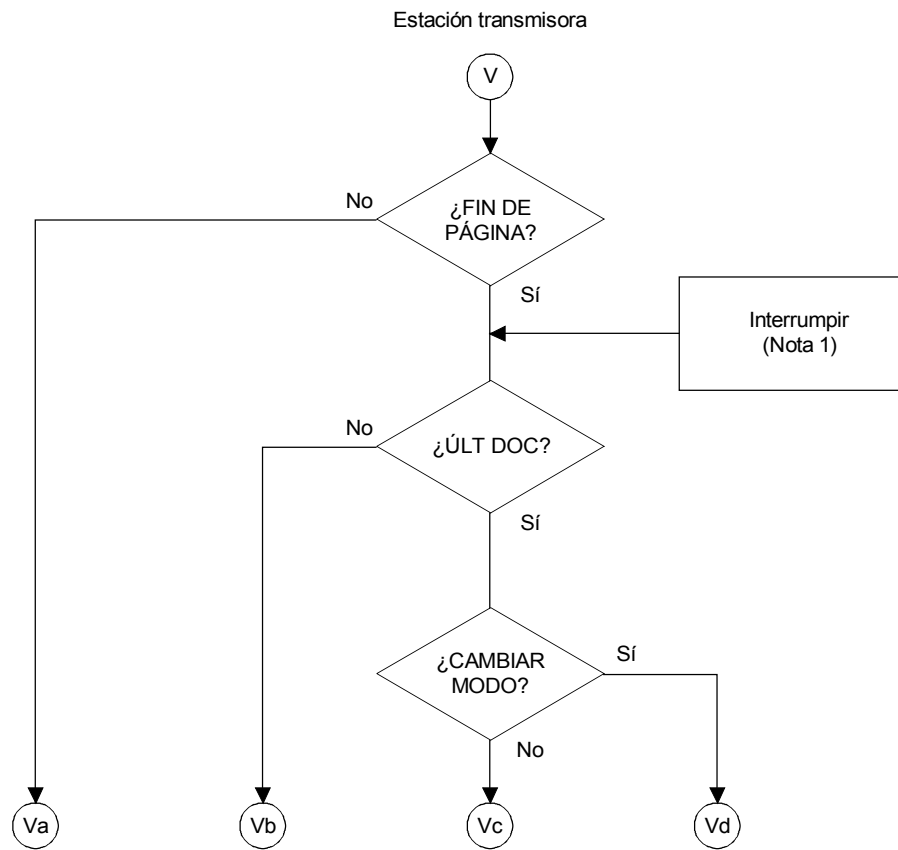 Estación transmisora
V
No
¿FIN DE
PÁGINA?
Sí
Interrumpir
(Nota 1)
No
¿ÚLT DOC?
Sí
¿CAMBIAR
MODO?
Sí
No
Va
Vb
Vc
Vd